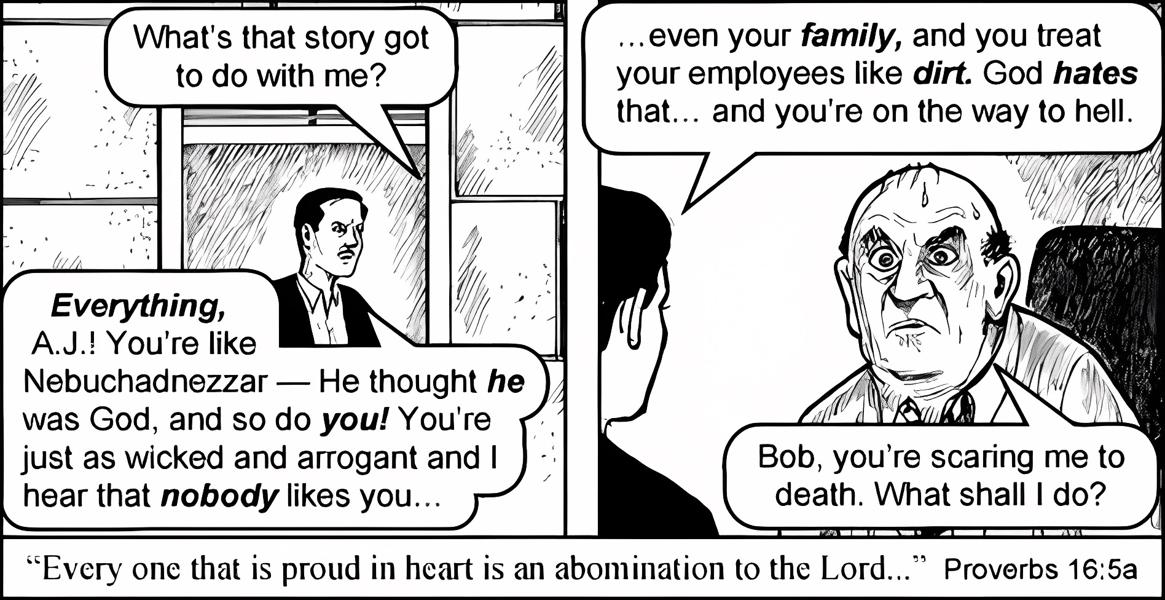 What's that story got
to do with me?
Everything,
A.J.! You're like
Nebuchadnezzar — He thought he
was God, and so do you! You're
just as wicked and arrogant and I
hear that nobody likes you...
...even your family, and you treat
your employees like dirt. God hates
that... and you're on the way to hell.
Bob, you're scaring me to
death. What shall I do?
“Every one that is proud in heart is an abomination to the Lord...” Proverbs 16:5a